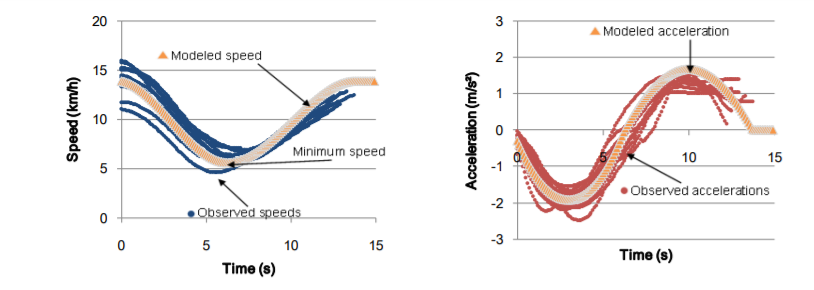 20
15
10
5
0
0
5
10
15
Speed (km/h)
Time (s)
Modeled speed
Minimum speed
Observed speeds
3
2
1
0
-1
-2
-3
0
5
10
15
Acceleration (m/s²)
Time (s)
Modeled acceleration
Observed accelerations